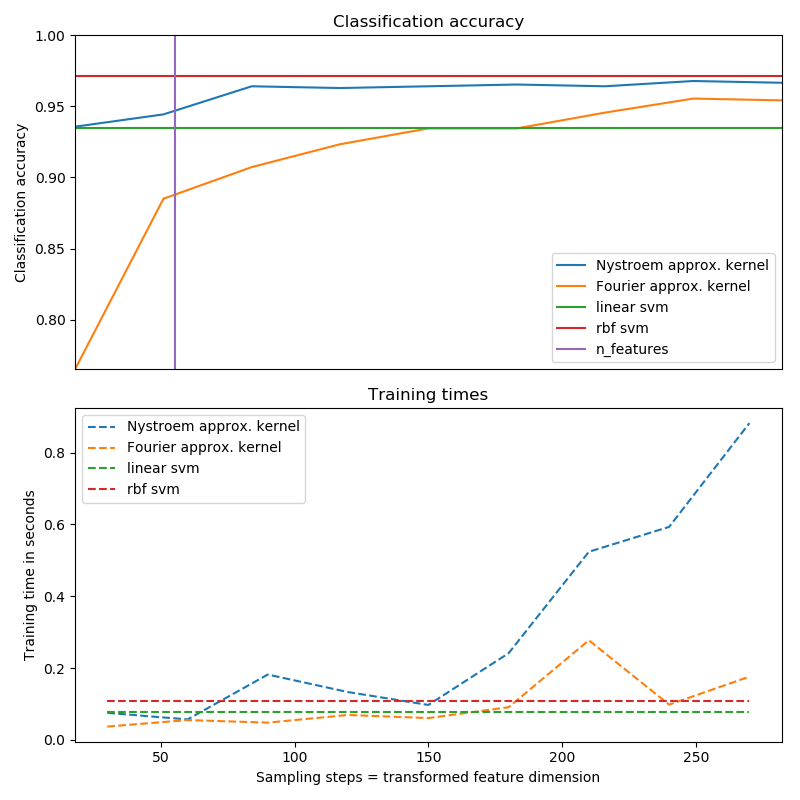 Classification accuracy
1.00
0.95
0.90
0.85
0.80
Classification accuracy
Nystroem approx. kernel
Fourier approx. kernel
linear svm
rbf svm
n_features
Training times
0.8
0.6
0.4
0.2
0.0
Training time in seconds
Nystroem approx. kernel
Fourier approx. kernel
linear svm
rbf svm
50 100 150 200 250
Sampling steps = transformed feature dimension